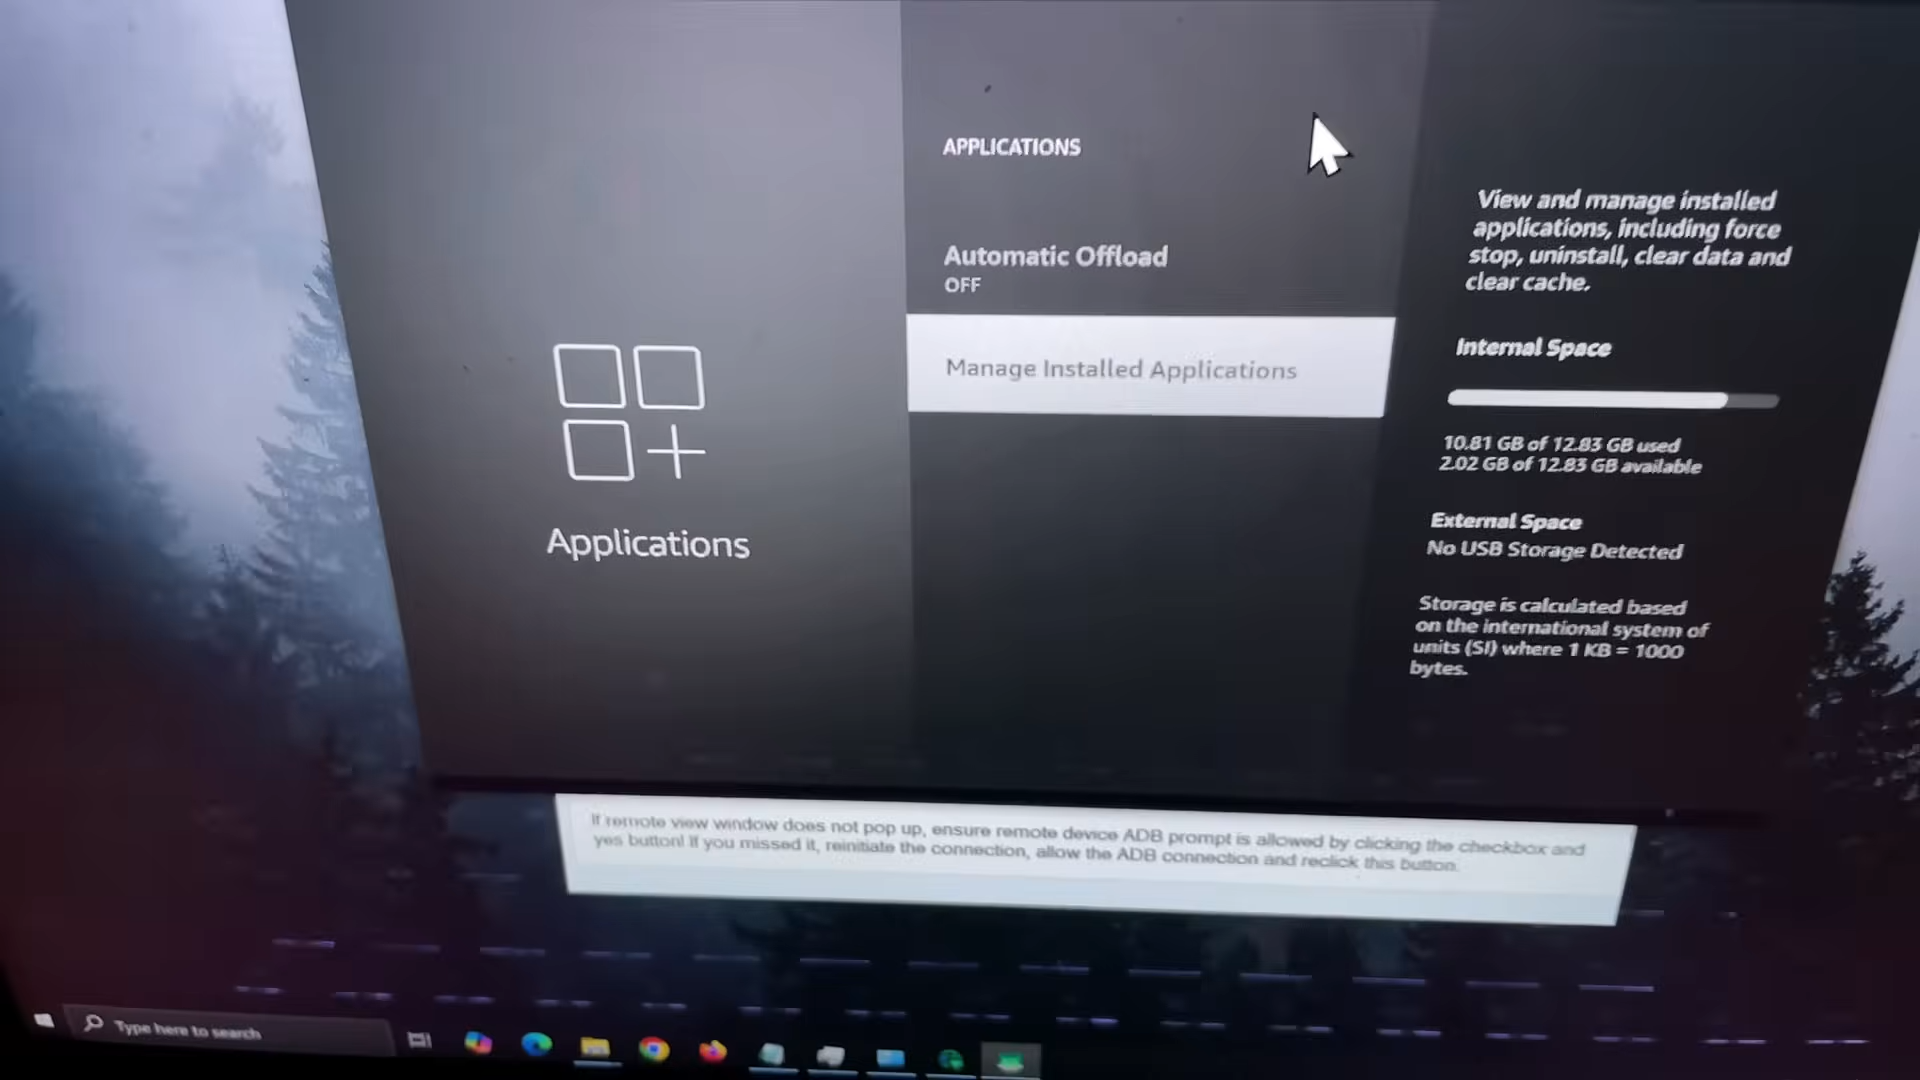 APPLICATIONS
Automatic Offload
OFF
Manage Installed Applications
Applications
View and manage installed
applications, including force
stop, uninstall, clear data and
clear cache.
Internal Space
10.81 GB of 12.83 GB used
2.02 GB of 12.83 GB available
External Space
No USB Storage Detected
Storage is calculated based
on the international system of
units (SI) where 1 KB = 1000
bytes.
If remote view window does not pop up, ensure remote device ADB prompt is allowed by clicking the checkbox and
yes button! If you missed it, reinitiate the connection, allow the ADB connection and reclick this button.
Type here to search